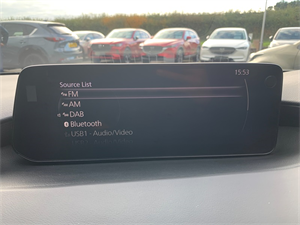 15:53
Source List
FM
AM
DAB
Bluetooth
USB1 - Audio/Video